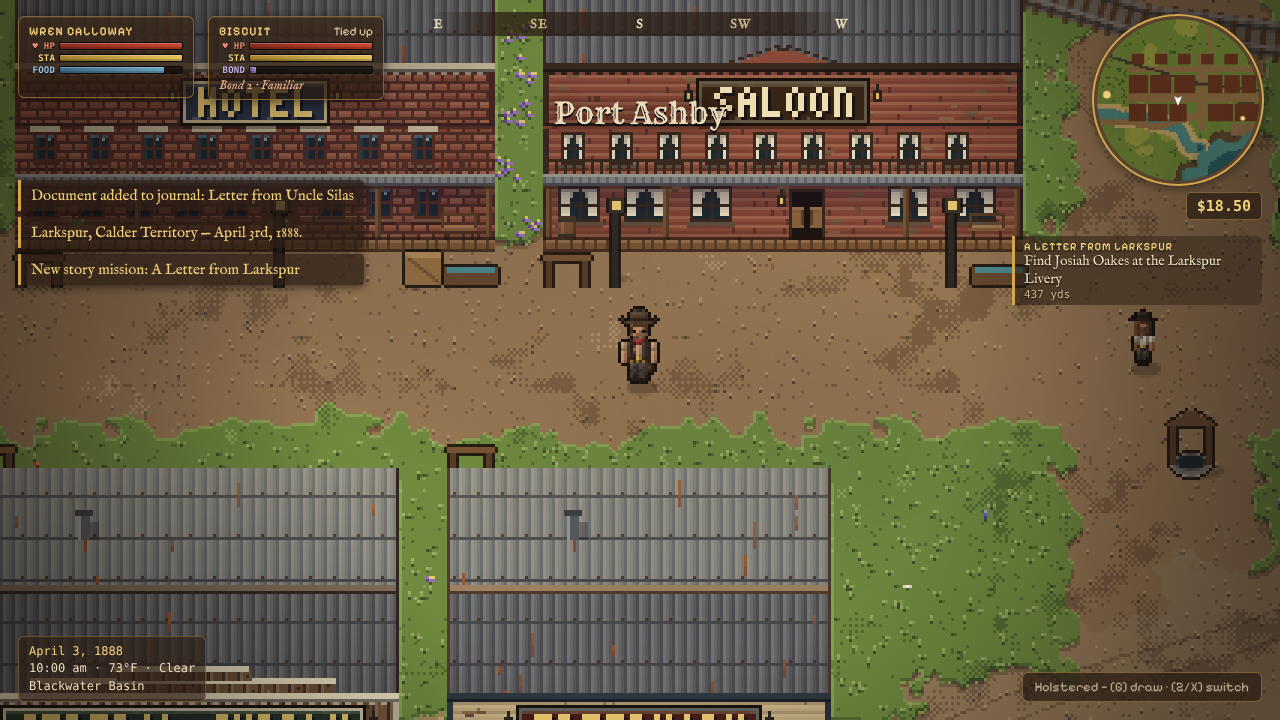 WREN CALLOWAY
♥ HP
STA
FOOD
BISCUIT Tied up
♥ HP
STA
BOND
Bond 2 · Familiar
E SE S SW W
HOTEL
Port Ashby
SALOON
Document added to journal: Letter from Uncle Silas
Larkspur, Calder Territory — April 3rd, 1888.
New story mission: A Letter from Larkspur
$18.50
A LETTER FROM LARKSPUR
Find Josiah Oakes at the Larkspur
Livery
437 yds
April 3, 1888
10:00 am · 73°F · Clear
Blackwater Basin
Holstered - (G) draw · (Z/X) switch